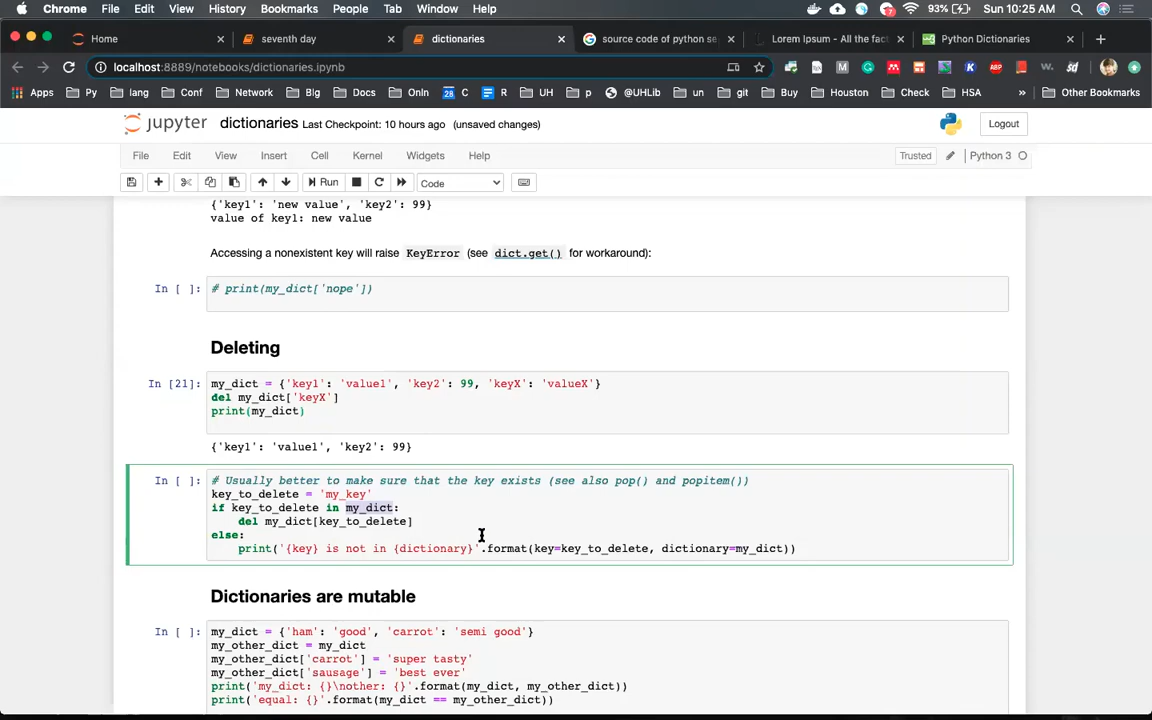 Chrome File Edit View History Bookmarks People Tab Window Help 7 93% Sun 10:25 AM
Home seventh day dictionaries source code of python se Lorem Ipsum - All the fact Python Dictionaries
localhost:8889/notebooks/dictionaries.ipynb
Apps Py lang Conf Network Big Docs OnIn 28 C R UH p @UHLib un git Buy Houston Check HSA » Other Bookmarks
jupyter dictionaries Last Checkpoint: 10 hours ago (unsaved changes) Logout
File Edit View Insert Cell Kernel Widgets Help Trusted Python 3
Run Code
{'key1': 'new value', 'key2': 99}
value of key1: new value
Accessing a nonexistent key will raise KeyError (see dict.get() for workaround):
In [ ]: # print(my_dict['nope'])
Deleting
In [21]: my_dict = {'key1': 'value1', 'key2': 99, 'keyX': 'valueX'}
del my_dict['keyX']
print(my_dict)
{'key1': 'value1', 'key2': 99}
In [ ]: # Usually better to make sure that the key exists (see also pop() and popitem())
key_to_delete = 'my_key'
if key_to_delete in my_dict:
del my_dict[key_to_delete]
else:
print('{key} is not in {dictionary}'.format(key=key_to_delete, dictionary=my_dict))
Dictionaries are mutable
In [ ]: my_dict = {'ham': 'good', 'carrot': 'semi good'}
my_other_dict = my_dict
my_other_dict['carrot'] = 'super tasty'
my_other_dict['sausage'] = 'best ever'
print('my_dict: {}\nother: {}'.format(my_dict, my_other_dict))
print('equal: {}'.format(my_dict == my_other_dict))